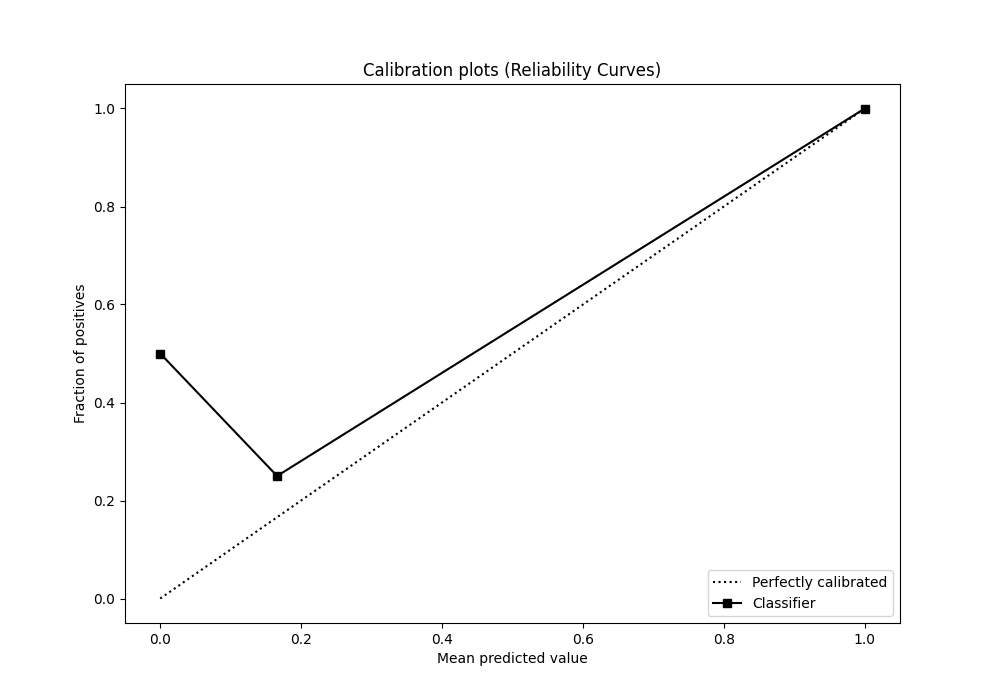 Calibration plots (Reliability Curves)
1.0
0.8
0.6
0.4
0.2
0.0
Fraction of positives
0.0 0.2 0.4 0.6 0.8 1.0
Mean predicted value
Perfectly calibrated
Classifier